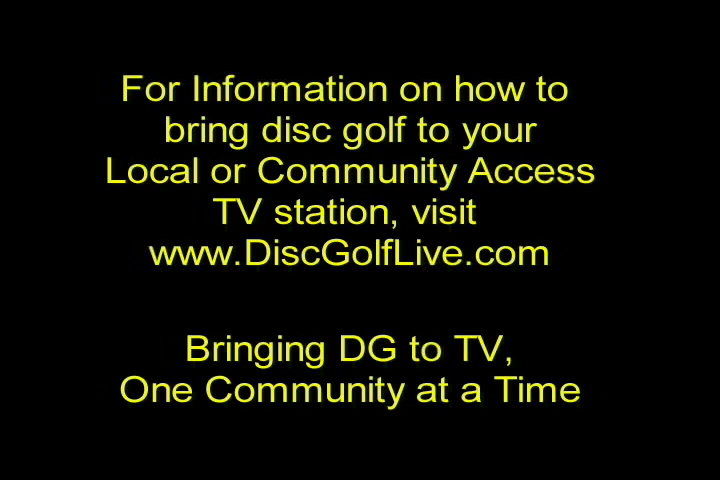 For Information on how to
bring disc golf to your
Local or Community Access
TV station, visit
www.DiscGolfLive.com
Bringing DG to TV,
One Community at a Time